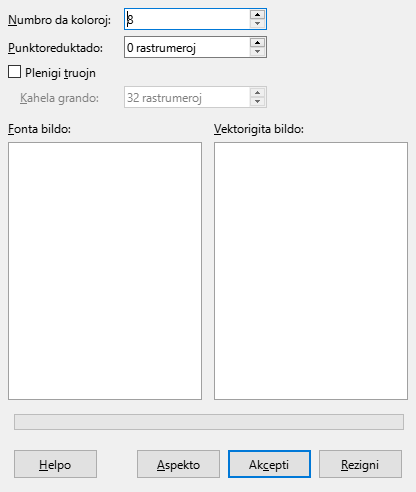 Numbro da koloroj: 8
Punktoreduktado: 0 rastrumeroj
Plenigi truojn
Kahela grando: 32 rastrumeroj
Fonta bildo: Vektorigita bildo:
Helpo Aspekto Akcepti Rezigni